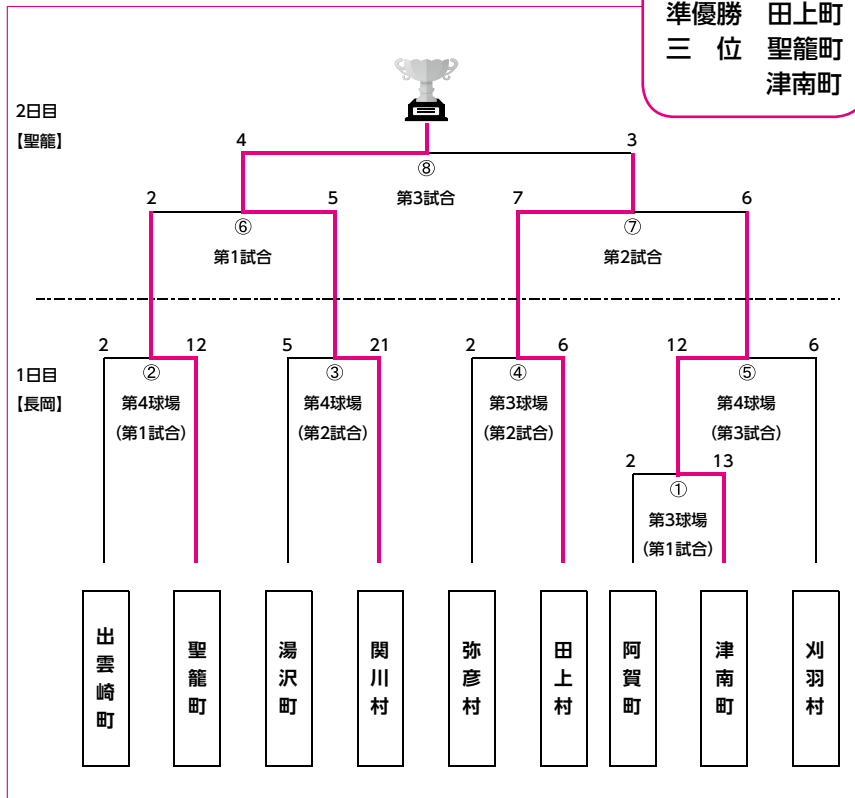 準優勝 田上町
三 位 聖籠町
津南町
2日目
【聖籠】
4 3
⑧
第3試合
2 5 7 6
⑥ ⑦
第1試合 第2試合
1日目
【長岡】
2 12 5 21 2 6 12 6
② ③ ④ ⑤
第4球場 第4球場 第3球場 第4球場
(第1試合) (第2試合) (第2試合) (第3試合)
2 13
①
第3球場
(第1試合)
出雲崎町
聖籠町
湯沢町
関川村
弥彦村
田上村
阿賀町
津南町
刈羽村